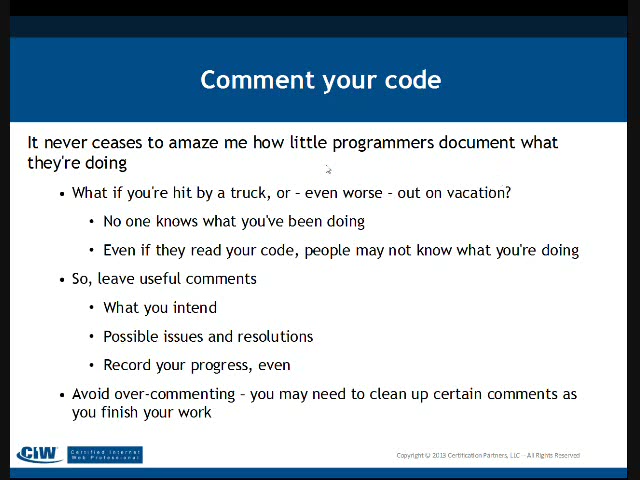 Comment your code
It never ceases to amaze me how little programmers document what
they're doing
• What if you're hit by a truck, or – even worse – out on vacation?
• No one knows what you've been doing
• Even if they read your code, people may not know what you're doing
• So, leave useful comments
• What you intend
• Possible issues and resolutions
• Record your progress, even
• Avoid over-commenting – you may need to clean up certain comments as
you finish your work
CIW
Certified Internet
Web Professional
Copyright © 2013 Certification Partners, LLC – All Rights Reserved